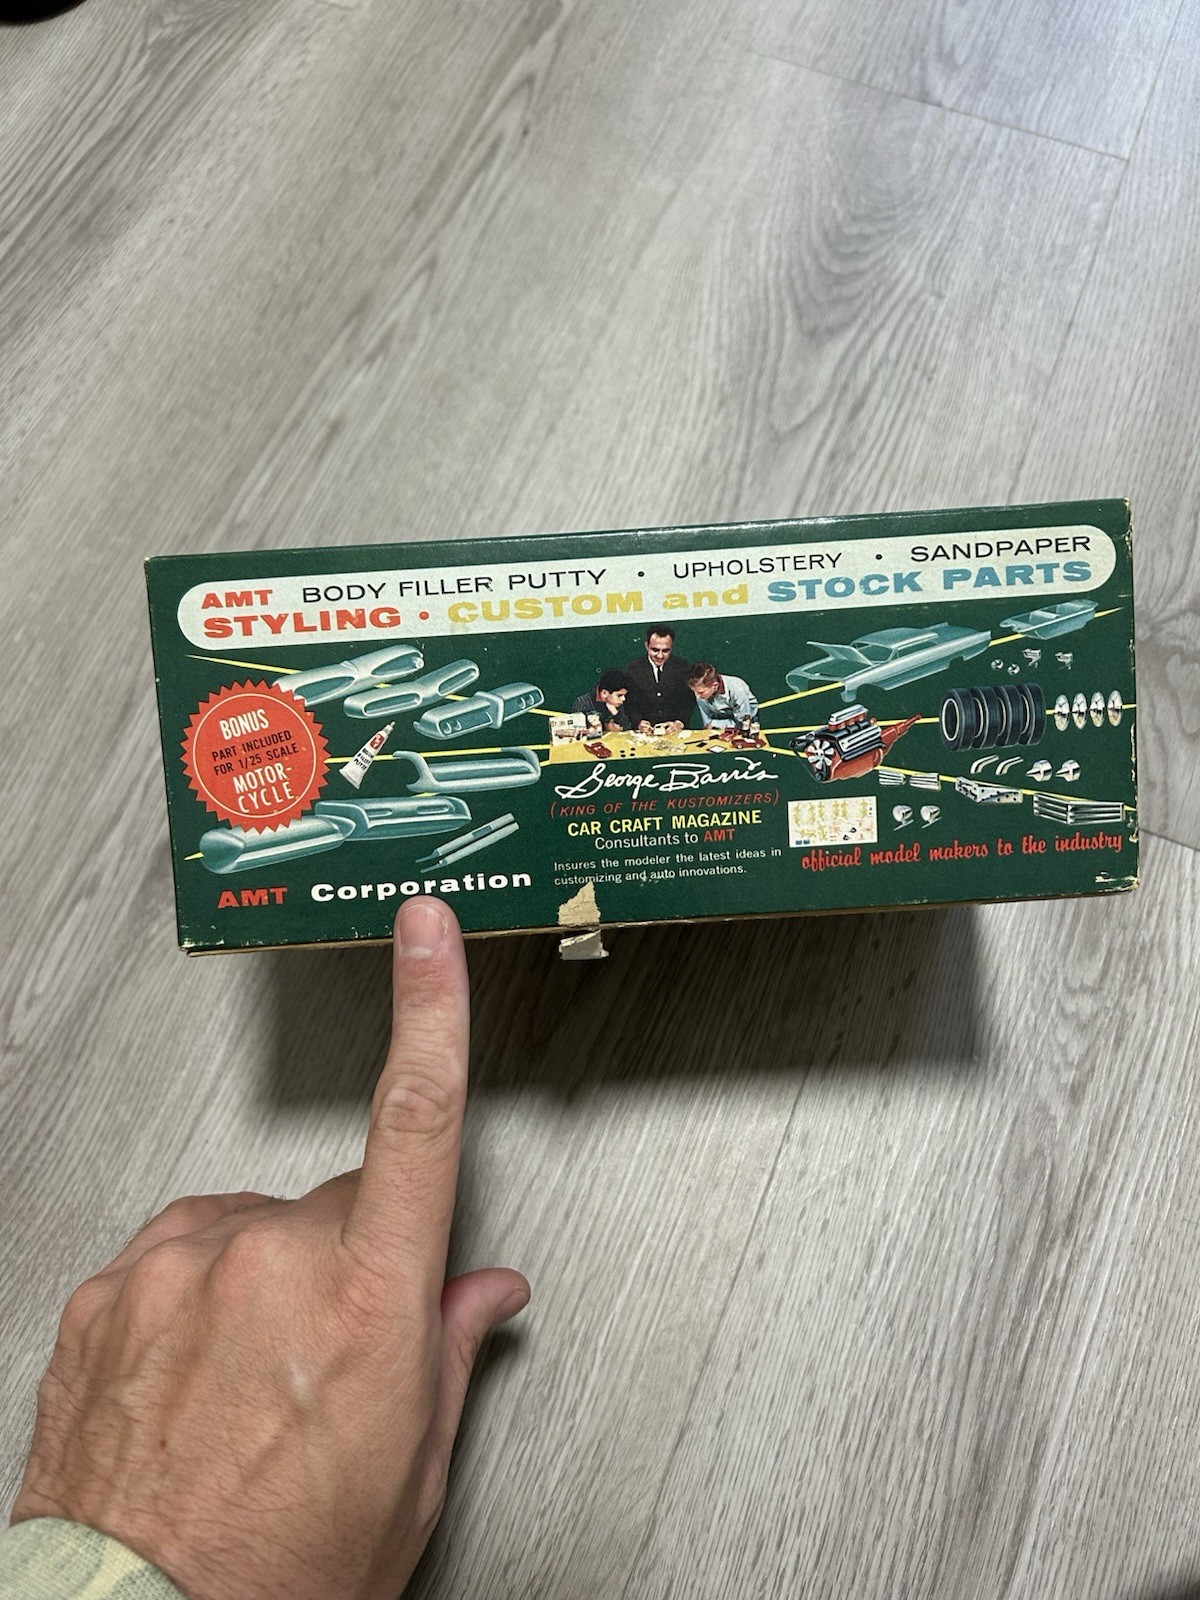 AMT BODY FILLER PUTTY • UPHOLSTERY • SANDPAPER
STYLING • CUSTOM and STOCK PARTS
BONUS
PART INCLUDED
FOR 1/25 SCALE
MOTOR-
CYCLE
George Barris
(KING OF THE KUSTOMIZERS)
CAR CRAFT MAGAZINE
Consultants to AMT
Insures the modeler the latest ideas in
customizing and auto innovations.
official model makers to the industry
AMT Corporation